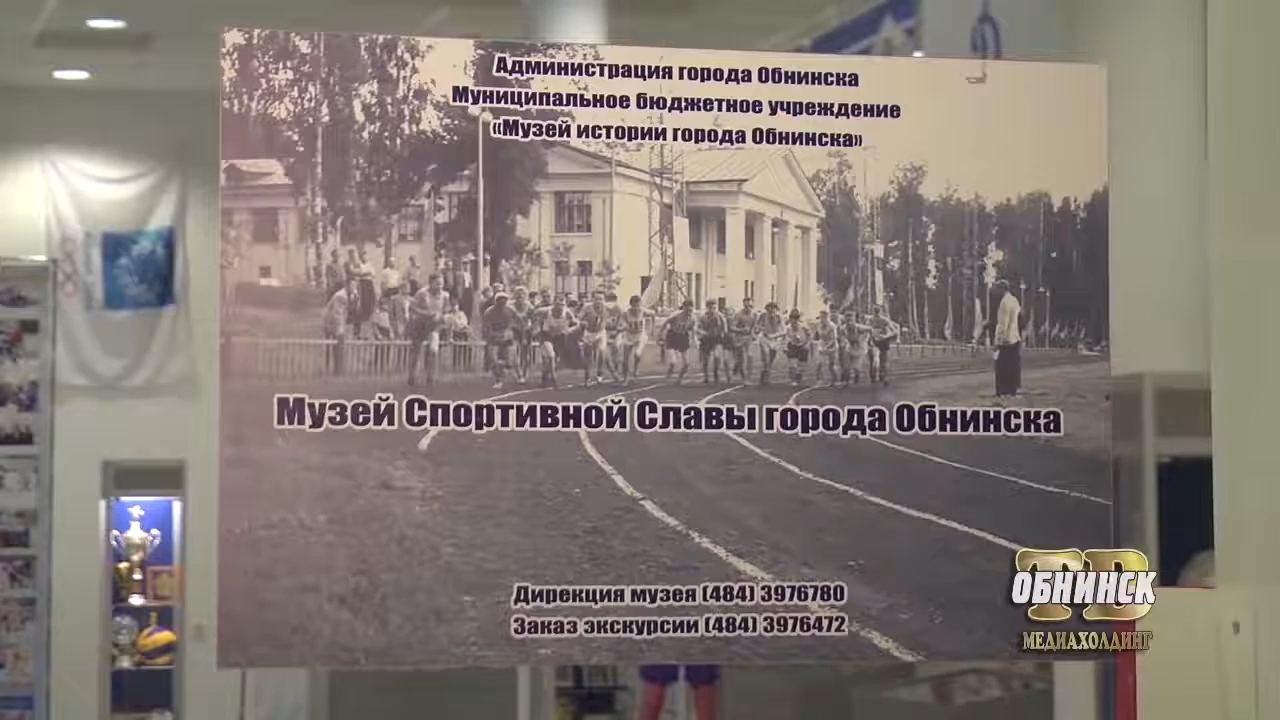 Администрация города Обнинска
Муниципальное бюджетное учреждение
«Музей истории города Обнинска»
Музей Спортивной Славы города Обнинска
Дирекция музея (484) 3976780
Заказ экскурсии (484) 3976472
ТВ
ОБНИНСК
МЕДИАХОЛДИНГ